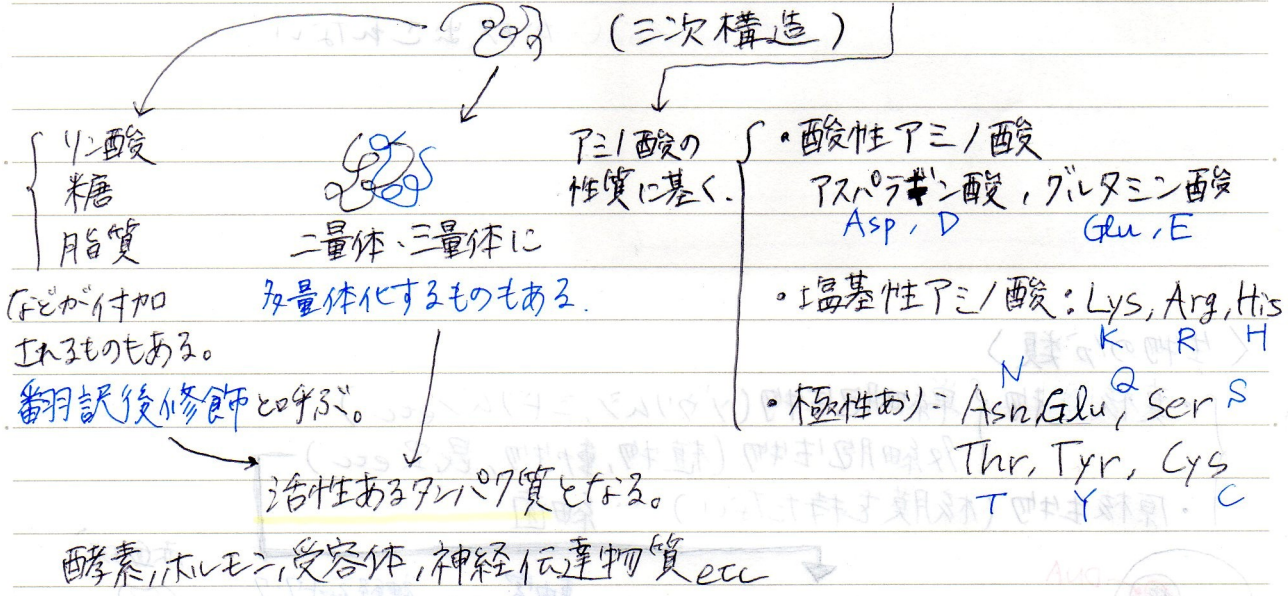 (三次構造)
リン酸
糖
脂質
などが付加
されるものもある。
翻訳後修飾と呼ぶ。
二量体、三量体に
多量体化するものもある.
アミノ酸の
性質に基く.
・酸性アミノ酸
アスパラギン酸, グルタミン酸
Asp, D Glu, E
・塩基性アミノ酸: Lys, Arg, His
K R H
N Q S
・極性あり: Asn, Glu, Ser
Thr, Tyr, Cys
T Y C
活性あるタンパク質となる。
酵素, ホルモン, 受容体, 神経伝達物質 etc